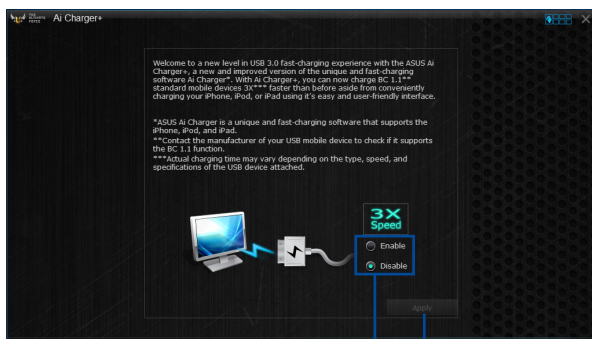 THE
ULTIMATE
FORCE
Ai Charger+
Welcome to a new level in USB 3.0 fast-charging experience with the ASUS Ai
Charger+, a new and improved version of the unique and fast-charging
software Ai Charger*. With Ai Charger+, you can now charge BC 1.1**
standard mobile devices 3X*** faster than before aside from conveniently
charging your iPhone, iPod, or iPad using it's easy and user-friendly interface.
*ASUS Ai Charger is a unique and fast-charging software that supports the
iPhone, iPod, and iPad.
**Contact the manufacturer of your USB mobile device to check if it supports
the BC 1.1 function.
***Actual charging time may vary depending on the type, speed, and
specifications of the USB device attached.
3X
Speed
Enable
Disable
Apply